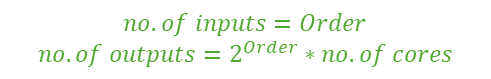 no. of inputs = Order
no. of outputs = 2^Order * no. of cores